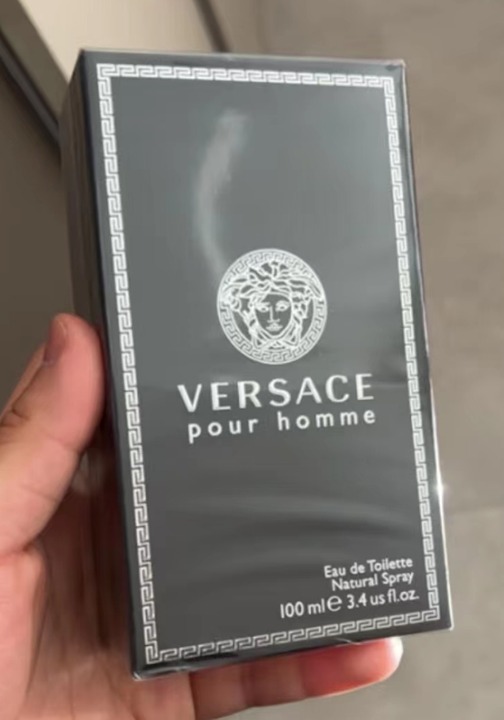 VERSACE
pour homme
Eau de Toilette
Natural Spray
100 ml ℮ 3.4 us fl.oz.